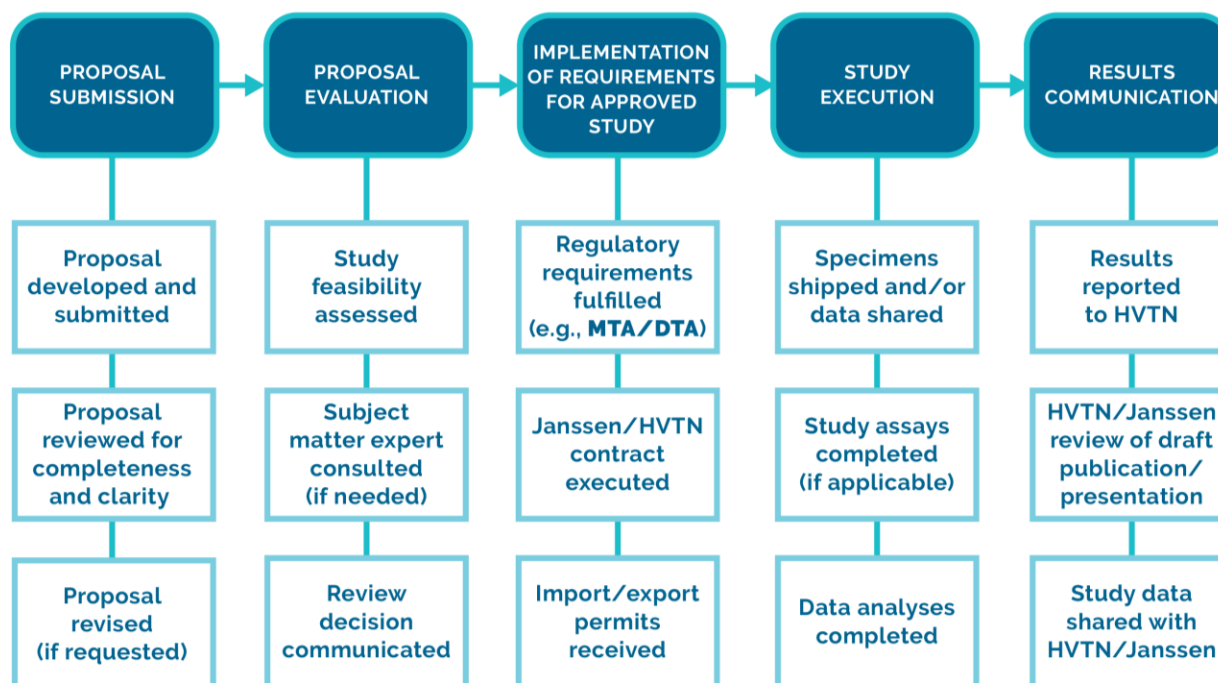 PROPOSAL
SUBMISSION
PROPOSAL
EVALUATION
IMPLEMENTATION
OF REQUIREMENTS
FOR APPROVED
STUDY
STUDY
EXECUTION
RESULTS
COMMUNICATION
Proposal
developed and
submitted
Study
feasibility
assessed
Regulatory
requirements
fulfilled
(e.g., MTA/DTA)
Specimens
shipped and/or
data shared
Results
reported
to HVTN
Proposal
reviewed for
completeness
and clarity
Subject
matter expert
consulted
(if needed)
Janssen/HVTN
contract
executed
Study assays
completed
(if applicable)
HVTN/Janssen
review of draft
publication/
presentation
Proposal
revised
(if requested)
Review
decision
communicated
Import/export
permits
received
Data analyses
completed
Study data
shared with
HVTN/Janssen